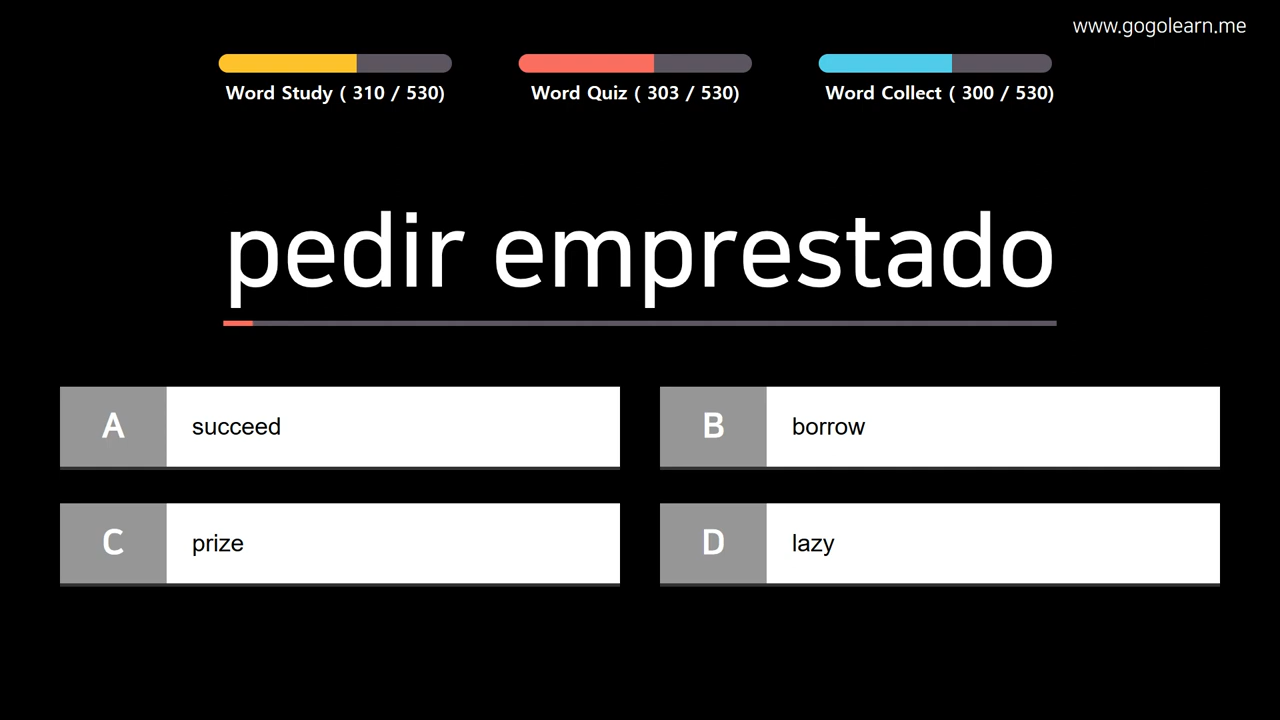 www.gogolearn.me
Word Study ( 310 / 530)
Word Quiz ( 303 / 530)
Word Collect ( 300 / 530)
pedir emprestado
A succeed
B borrow
C prize
D lazy